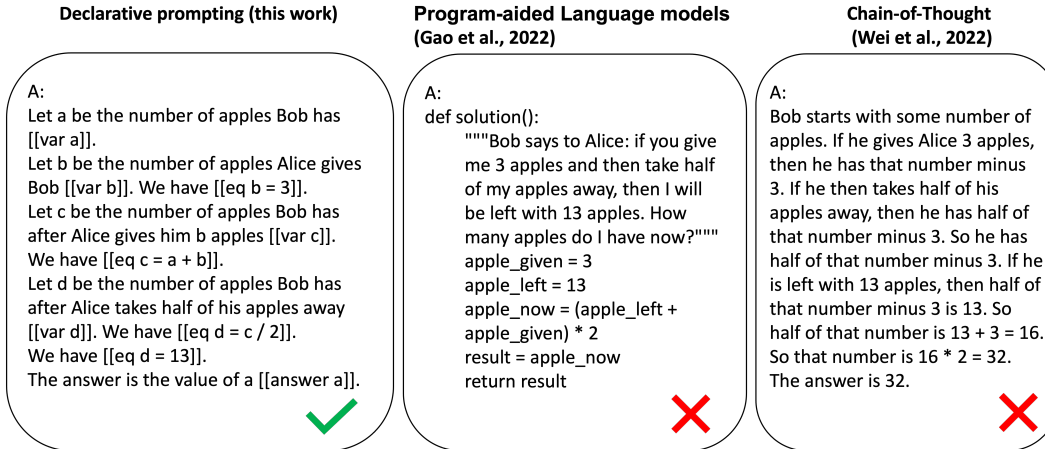 Declarative prompting (this work)
A:
Let a be the number of apples Bob has
[[var a]].
Let b be the number of apples Alice gives
Bob [[var b]]. We have [[eq b = 3]].
Let c be the number of apples Bob has
after Alice gives him b apples [[var c]].
We have [[eq c = a + b]].
Let d be the number of apples Bob has
after Alice takes half of his apples away
[[var d]]. We have [[eq d = c / 2]].
We have [[eq d = 13]].
The answer is the value of a [[answer a]].
Program-aided Language models
(Gao et al., 2022)
A:
def solution():
"""Bob says to Alice: if you give
me 3 apples and then take half
of my apples away, then I will
be left with 13 apples. How
many apples do I have now?"""
apple_given = 3
apple_left = 13
apple_now = (apple_left +
apple_given) * 2
result = apple_now
return result
Chain-of-Thought
(Wei et al., 2022)
A:
Bob starts with some number of
apples. If he gives Alice 3 apples,
then he has that number minus
3. If he then takes half of his
apples away, then he has half of
that number minus 3. So he has
half of that number minus 3. If he
is left with 13 apples, then half of
that number minus 3 is 13. So
half of that number is 13 + 3 = 16.
So that number is 16 * 2 = 32.
The answer is 32.